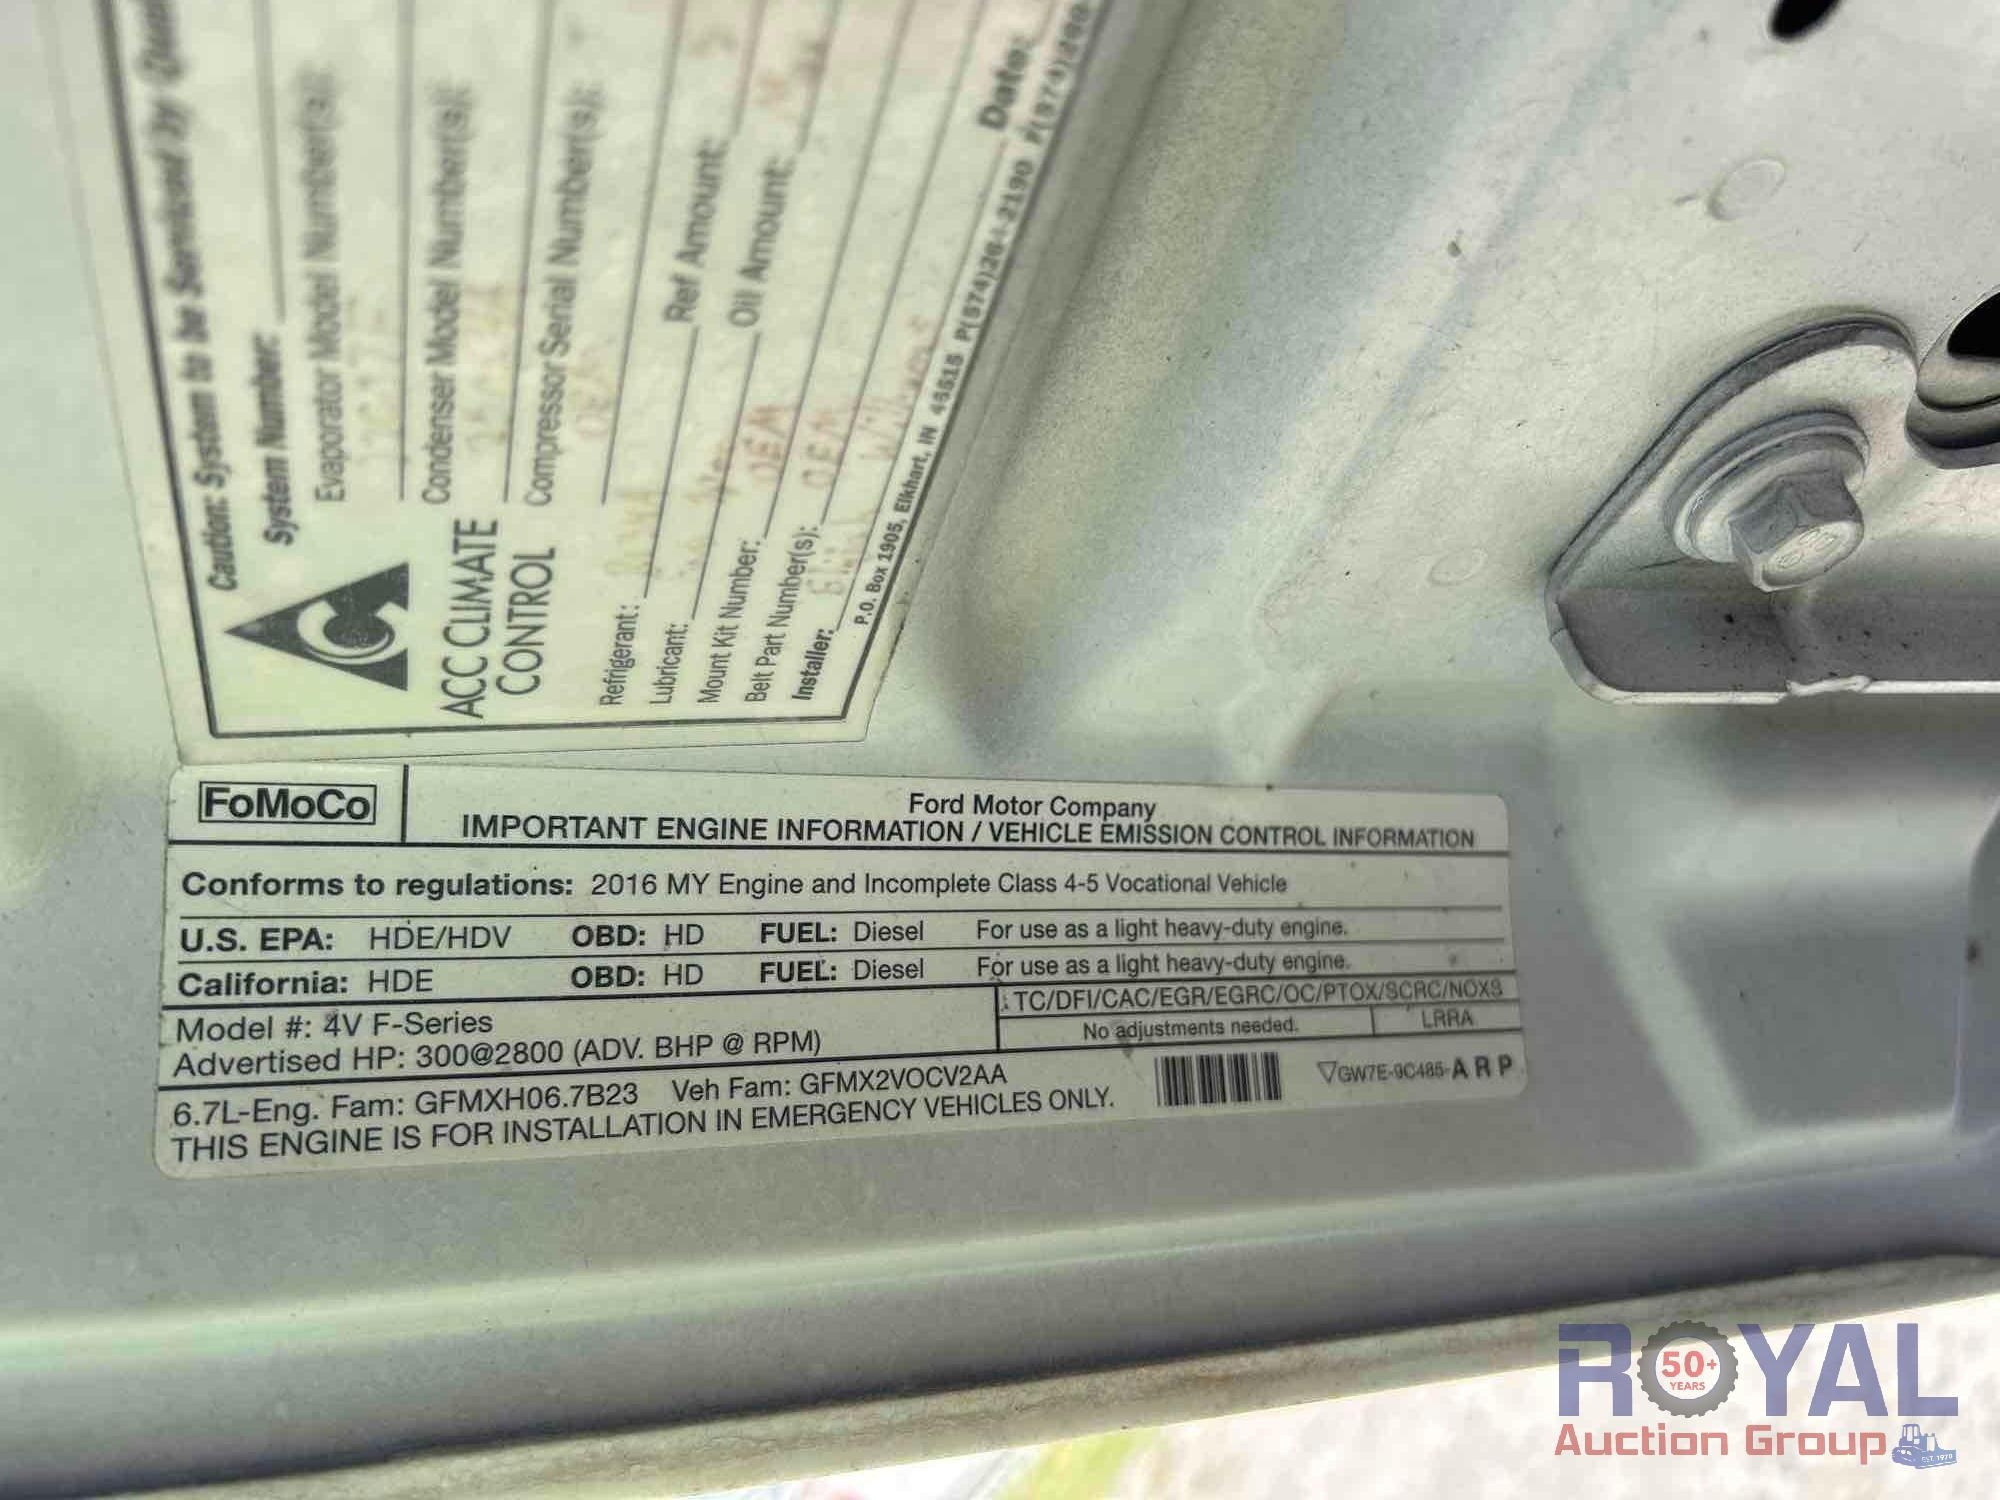 Caution: System to be Serviced by
System Number:
Evaporator Model Number(s):
Condenser Model Number(s):
Compressor Serial Number(s):
ACC CLIMATE
CONTROL
Refrigerant: Ref Amount:
Lubricant: Oil Amount:
Mount Kit Number: OEM
Belt Part Number(s): OEM
Installer: Date:
P.O. Box 1905, Elkhart, IN 46515 P(574)264-2190
FoMoCo
Ford Motor Company
IMPORTANT ENGINE INFORMATION / VEHICLE EMISSION CONTROL INFORMATION
Conforms to regulations: 2016 MY Engine and Incomplete Class 4-5 Vocational Vehicle
U.S. EPA: HDE/HDV OBD: HD FUEL: Diesel For use as a light heavy-duty engine.
California: HDE OBD: HD FUEL: Diesel For use as a light heavy-duty engine.
Model #: 4V F-Series
Advertised HP: 300@2800 (ADV. BHP @ RPM)
TC/DFI/CAC/EGR/EGRC/OC/PTOX/SCRC/NOXS
No adjustments needed. LRRA
6.7L-Eng. Fam: GFMXH06.7B23 Veh Fam: GFMX2VOCV2AA
THIS ENGINE IS FOR INSTALLATION IN EMERGENCY VEHICLES ONLY.
GW7E-9C485-A R P
ROYAL
50+
YEARS
Auction Group
EST. 1970